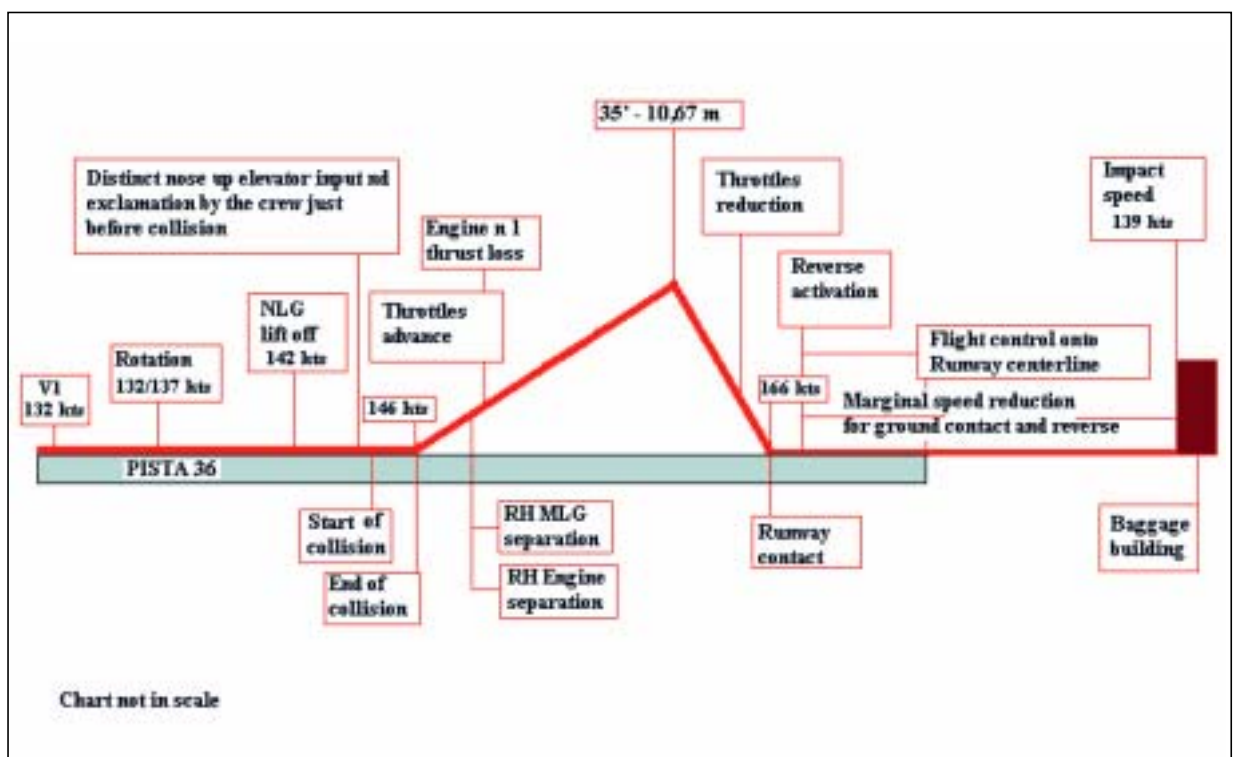 35' - 10,67 m
Distinct nose up elevator input nd
exclamation by the crew just
before collision
Throttles
reduction
Impact
speed
139 kts
Engine n 1
thrust loss
Reverse
activation
NLG
lift off
142 kts
Throttles
advance
Flight control onto
Runway centerline
Rotation
132/137 kts
V1
132 kts
146 kts
166 kts
Marginal speed reduction
for ground contact and reverse
PISTA 36
Start of
collision
RH MLG
separation
Runway
contact
Baggage
building
End of
collision
RH Engine
separation
Chart not in scale